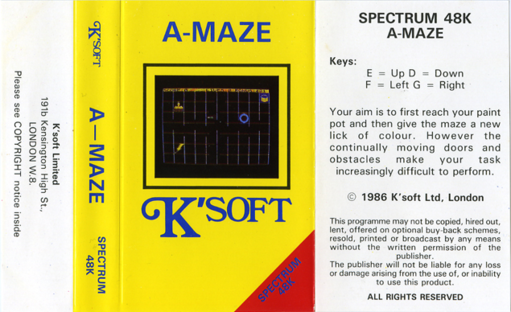 K'soft Limited
191b Kensington High St.,
LONDON W.8.
Please see COPYRIGHT notice inside
K'SOFT
A—MAZE
SPECTRUM
48K
A-MAZE
K'SOFT
SPECTRUM
48K
SPECTRUM 48K
A-MAZE
Keys:
E = Up D = Down
F = Left G = Right
Your aim is to first reach your paint
pot and then give the maze a new
lick of colour. However the
continually moving doors and
obstacles make your task
increasingly difficult to perform.
© 1986 K'soft Ltd, London
This programme may not be copied, hired out,
lent, offered on optional buy-back schemes,
resold, printed or broadcast by any means
without the written permission of the
publisher.
The publisher will not be liable for any loss
or damage arising from the use of, or inability
to use this product.
ALL RIGHTS RESERVED